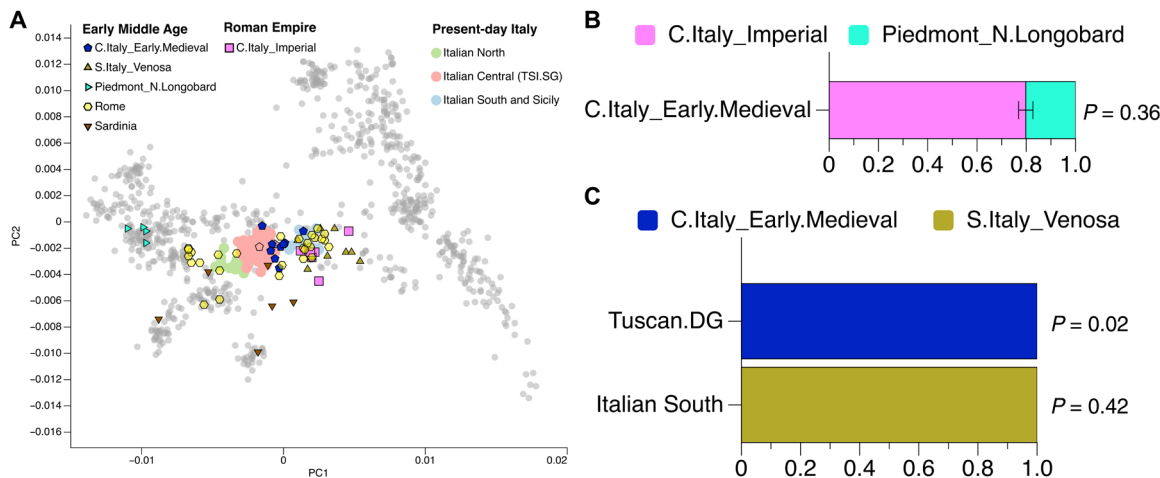 A
Early Middle Age
C.Italy_Early.Medieval
S.Italy_Venosa
Piedmont_N.Longobard
Rome
Sardinia
Roman Empire
C.Italy_Imperial
Present-day Italy
Italian North
Italian Central (TSI.SG)
Italian South and Sicily
PC2
0.014
0.012
0.010
0.008
0.006
0.004
0.002
0
−0.002
−0.004
−0.006
−0.008
−0.010
−0.012
−0.014
−0.016
−0.01 0 0.01 0.02
PC1
B
C.Italy_Imperial Piedmont_N.Longobard
C.Italy_Early.Medieval P = 0.36
0 0.2 0.4 0.6 0.8 1.0
C
C.Italy_Early.Medieval S.Italy_Venosa
Tuscan.DG P = 0.02
Italian South P = 0.42
0 0.2 0.4 0.6 0.8 1.0